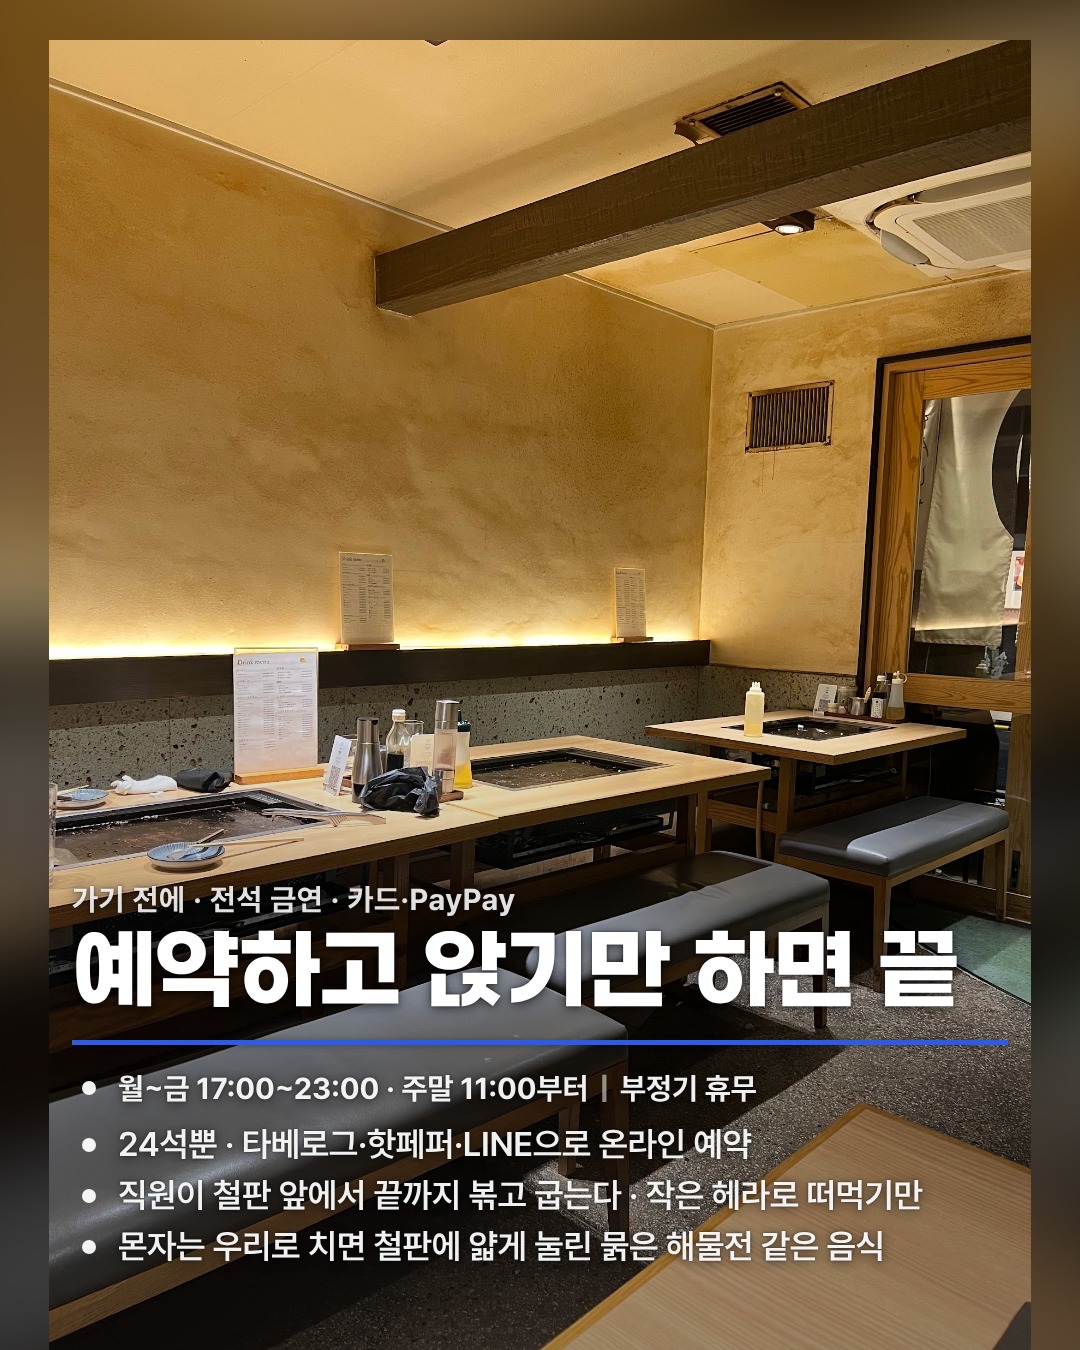 Drink menu
가기 전에 · 전석 금연 · 카드·PayPay
예약하고 앉기만 하면 끝
월~금 17:00~23:00 · 주말 11:00부터 | 부정기 휴무
24석뿐 · 타베로그·핫페퍼·LINE으로 온라인 예약
직원이 철판 앞에서 끝까지 볶고 굽는다 · 작은 헤라로 떠먹기만
몬자는 우리로 치면 철판에 얇게 눌린 묽은 해물전 같은 음식